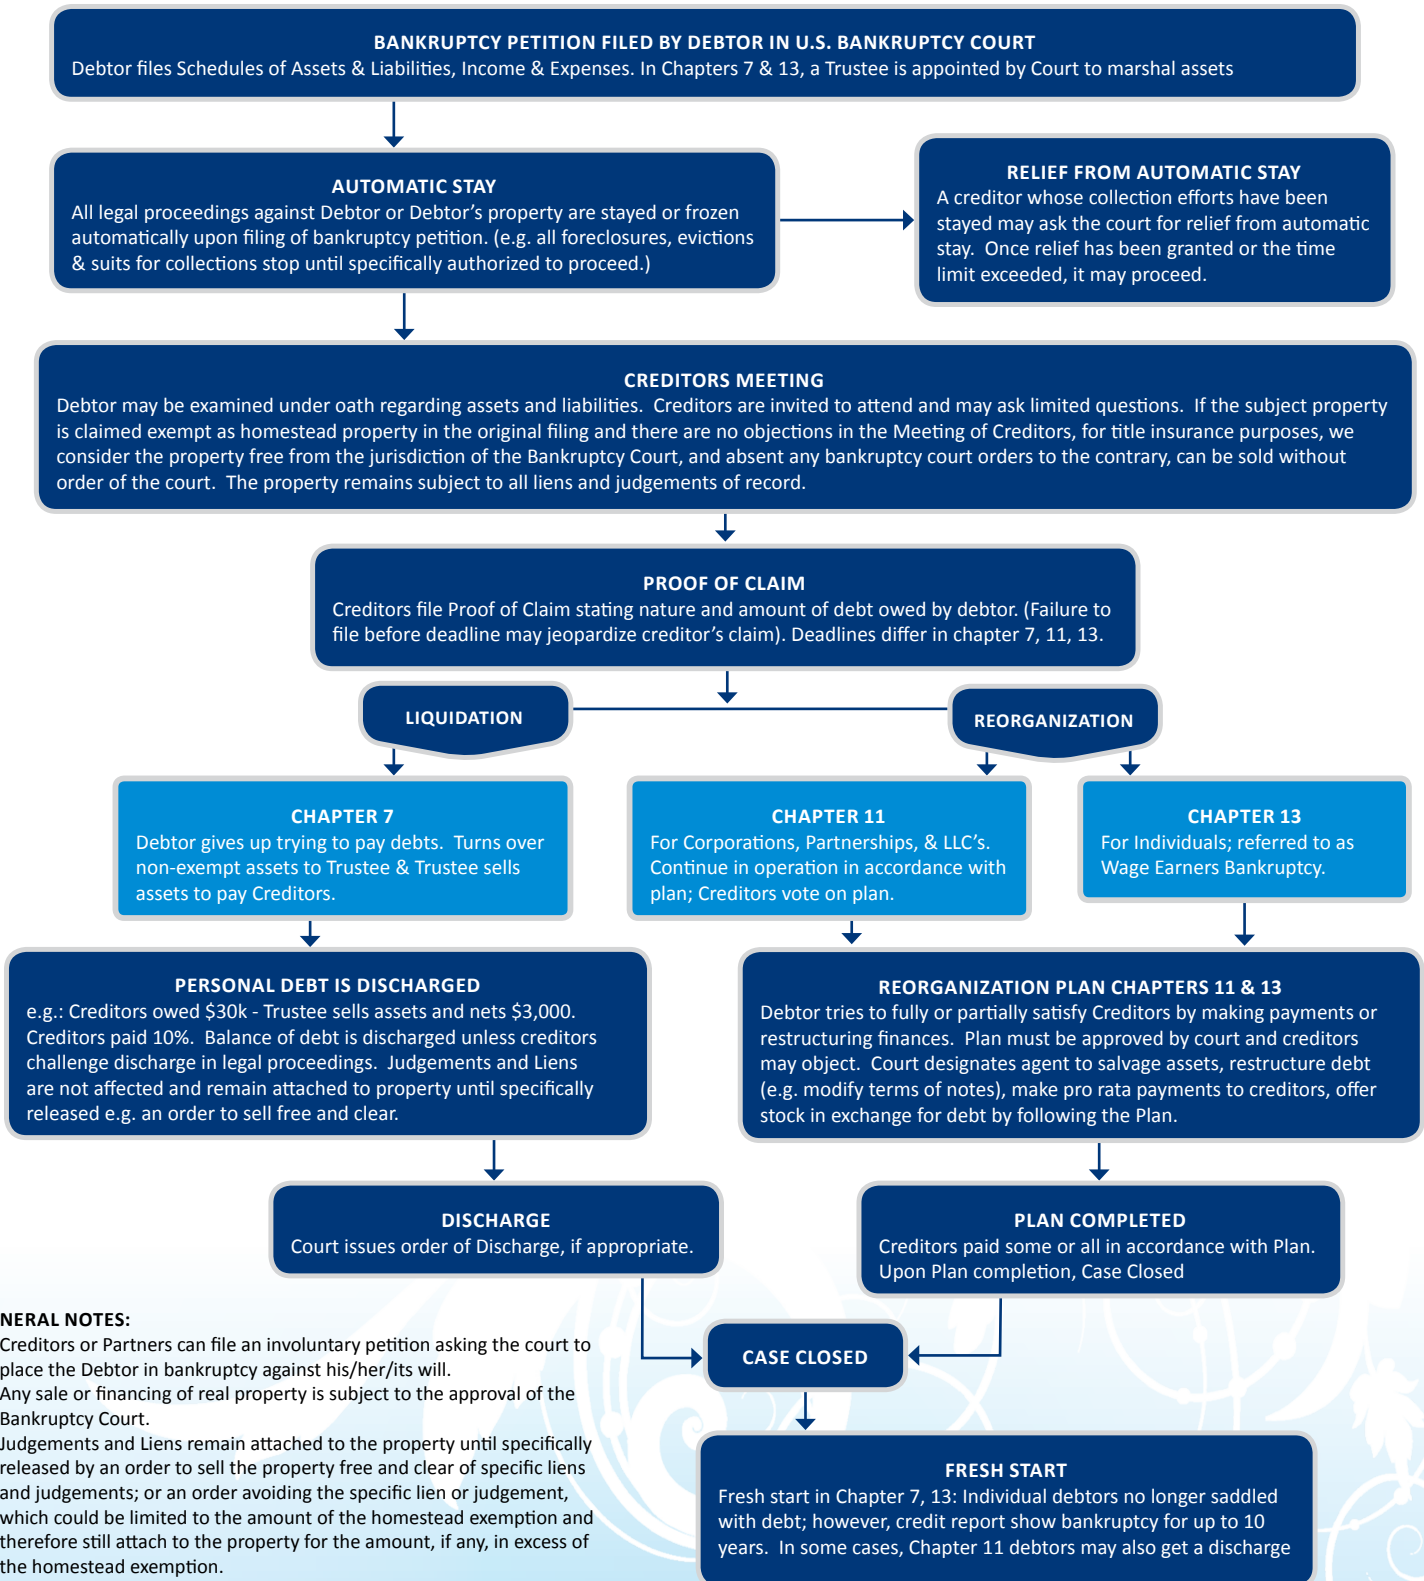 BANKRUPTCY PETITION FILED BY DEBTOR IN U.S. BANKRUPTCY COURT
Debtor files Schedules of Assets & Liabilities, Income & Expenses. In Chapters 7 & 13, a Trustee is appointed by Court to marshal assets
AUTOMATIC STAY
All legal proceedings against Debtor or Debtor’s property are stayed or frozen
automatically upon filing of bankruptcy petition. (e.g. all foreclosures, evictions
& suits for collections stop until specifically authorized to proceed.)
RELIEF FROM AUTOMATIC STAY
A creditor whose collection efforts have been
stayed may ask the court for relief from automatic
stay. Once relief has been granted or the time
limit exceeded, it may proceed.
CREDITORS MEETING
Debtor may be examined under oath regarding assets and liabilities. Creditors are invited to attend and may ask limited questions. If the subject property
is claimed exempt as homestead property in the original filing and there are no objections in the Meeting of Creditors, for title insurance purposes, we
consider the property free from the jurisdiction of the Bankruptcy Court, and absent any bankruptcy court orders to the contrary, can be sold without
order of the court. The property remains subject to all liens and judgements of record.
PROOF OF CLAIM
Creditors file Proof of Claim stating nature and amount of debt owed by debtor. (Failure to
file before deadline may jeopardize creditor’s claim). Deadlines differ in chapter 7, 11, 13.
LIQUIDATION
REORGANIZATION
CHAPTER 7
Debtor gives up trying to pay debts. Turns over
non-exempt assets to Trustee & Trustee sells
assets to pay Creditors.
CHAPTER 11
For Corporations, Partnerships, & LLC’s.
Continue in operation in accordance with
plan; Creditors vote on plan.
CHAPTER 13
For Individuals; referred to as
Wage Earners Bankruptcy.
PERSONAL DEBT IS DISCHARGED
e.g.: Creditors owed $30k - Trustee sells assets and nets $3,000.
Creditors paid 10%. Balance of debt is discharged unless creditors
challenge discharge in legal proceedings. Judgements and Liens
are not affected and remain attached to property until specifically
released e.g. an order to sell free and clear.
REORGANIZATION PLAN CHAPTERS 11 & 13
Debtor tries to fully or partially satisfy Creditors by making payments or
restructuring finances. Plan must be approved by court and creditors
may object. Court designates agent to salvage assets, restructure debt
(e.g. modify terms of notes), make pro rata payments to creditors, offer
stock in exchange for debt by following the Plan.
DISCHARGE
Court issues order of Discharge, if appropriate.
PLAN COMPLETED
Creditors paid some or all in accordance with Plan.
Upon Plan completion, Case Closed
NERAL NOTES:
Creditors or Partners can file an involuntary petition asking the court to
place the Debtor in bankruptcy against his/her/its will.
Any sale or financing of real property is subject to the approval of the
Bankruptcy Court.
Judgements and Liens remain attached to the property until specifically
released by an order to sell the property free and clear of specific liens
and judgements; or an order avoiding the specific lien or judgement,
which could be limited to the amount of the homestead exemption and
therefore still attach to the property for the amount, if any, in excess of
the homestead exemption.
CASE CLOSED
FRESH START
Fresh start in Chapter 7, 13: Individual debtors no longer saddled
with debt; however, credit report show bankruptcy for up to 10
years. In some cases, Chapter 11 debtors may also get a discharge